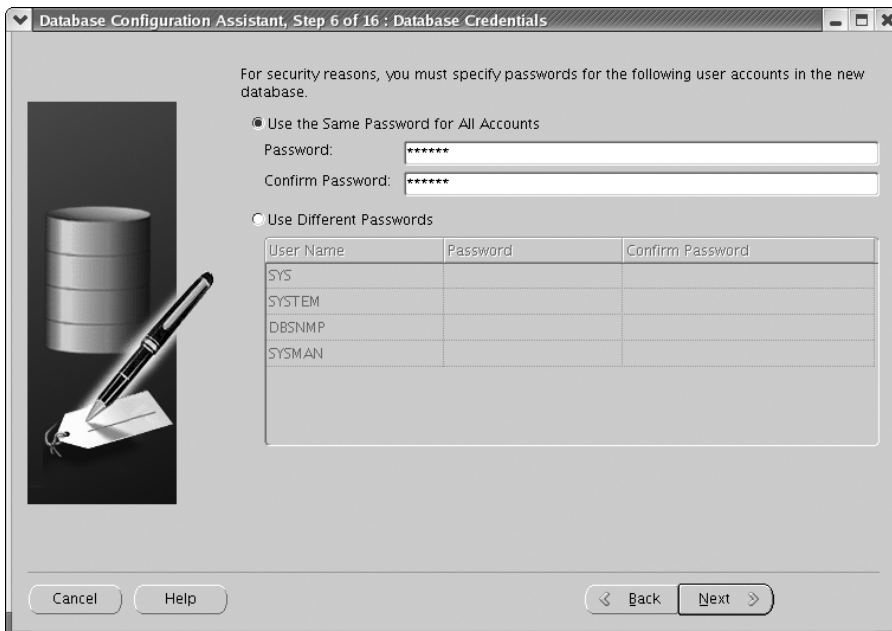 Database Configuration Assistant, Step 6 of 16 : Database Credentials
For security reasons, you must specify passwords for the following user accounts in the new
database.
Use the Same Password for All Accounts
Password: ******
Confirm Password: ******
Use Different Passwords
User Name Password Confirm Password
SYS
SYSTEM
DBSNMP
SYSMAN
Cancel Help Back Next